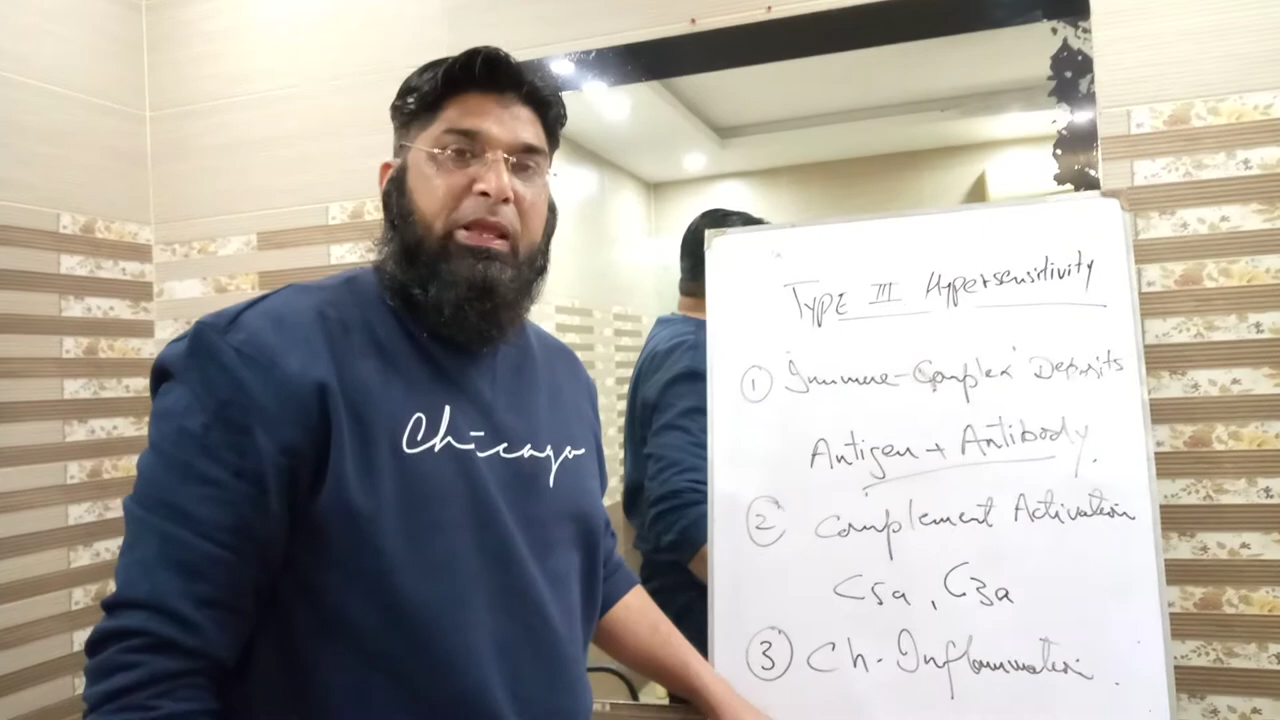 Chicago
TYPE III Hypersensitivity
① Immune-Complex Deposits
Antigen + Antibody.
② Complement Activation
C5a, C3a
③ Ch. Inflammation.